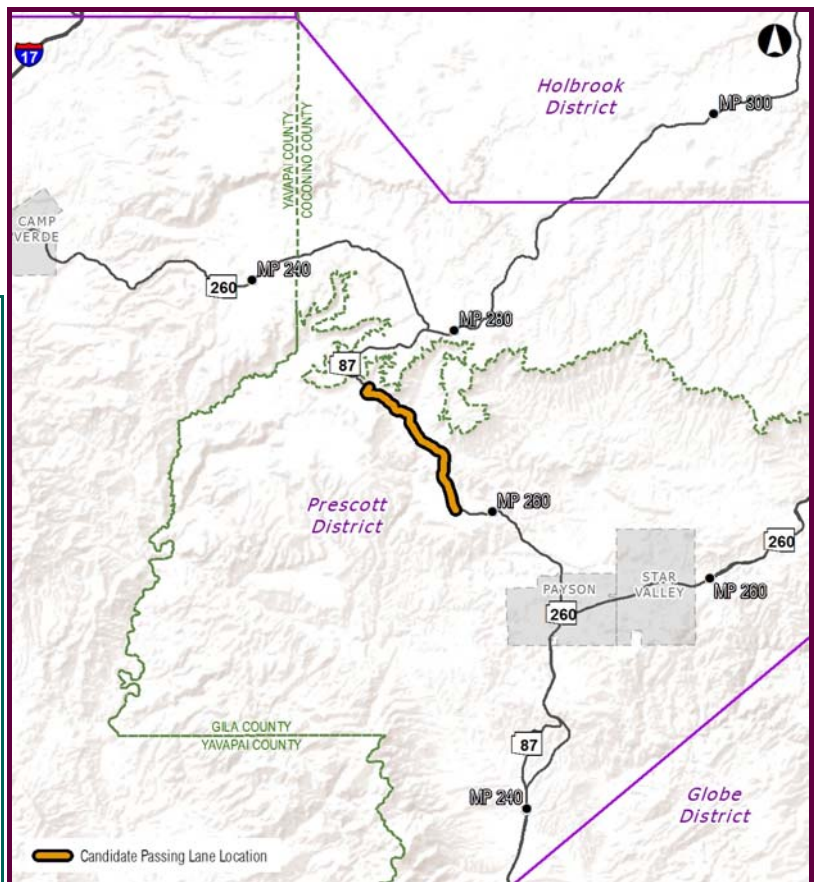 17
Holbrook
District
MP 300
YAVAPAI COUNTY
COCONINO COUNTY
CAMP
VERDE
MP 240
260
MP 280
87
Prescott
District
MP 260
260
PAYSON
STAR
VALLEY
MP 260
260
GILA COUNTY
YAVAPAI COUNTY
87
MP 240
Globe
District
Candidate Passing Lane Location